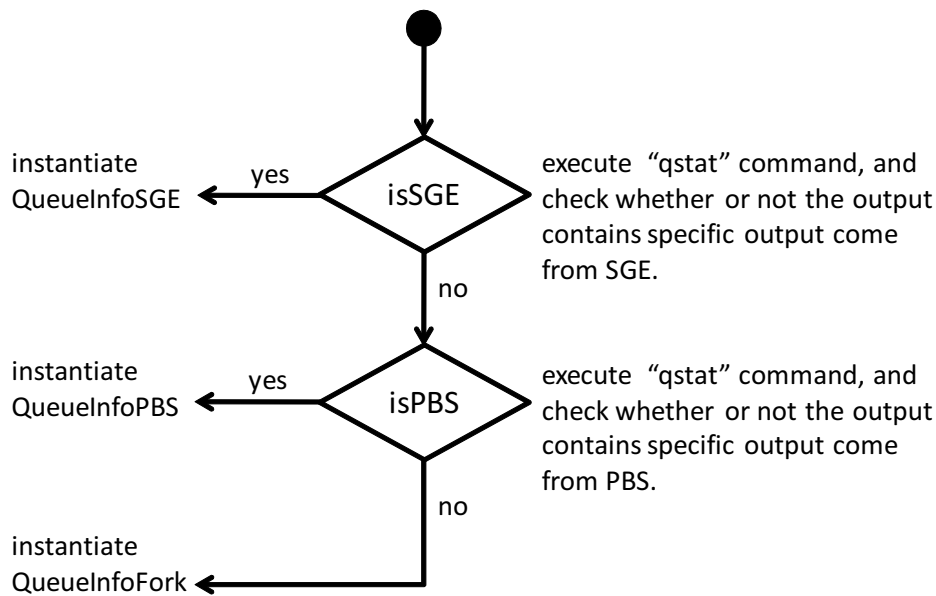 instantiate
QueueInfoSGE
yes
isSGE
execute “qstat” command, and
check whether or not the output
contains specific output come
from SGE.
no
instantiate
QueueInfoPBS
yes
isPBS
execute “qstat” command, and
check whether or not the output
contains specific output come
from PBS.
no
instantiate
QueueInfoFork